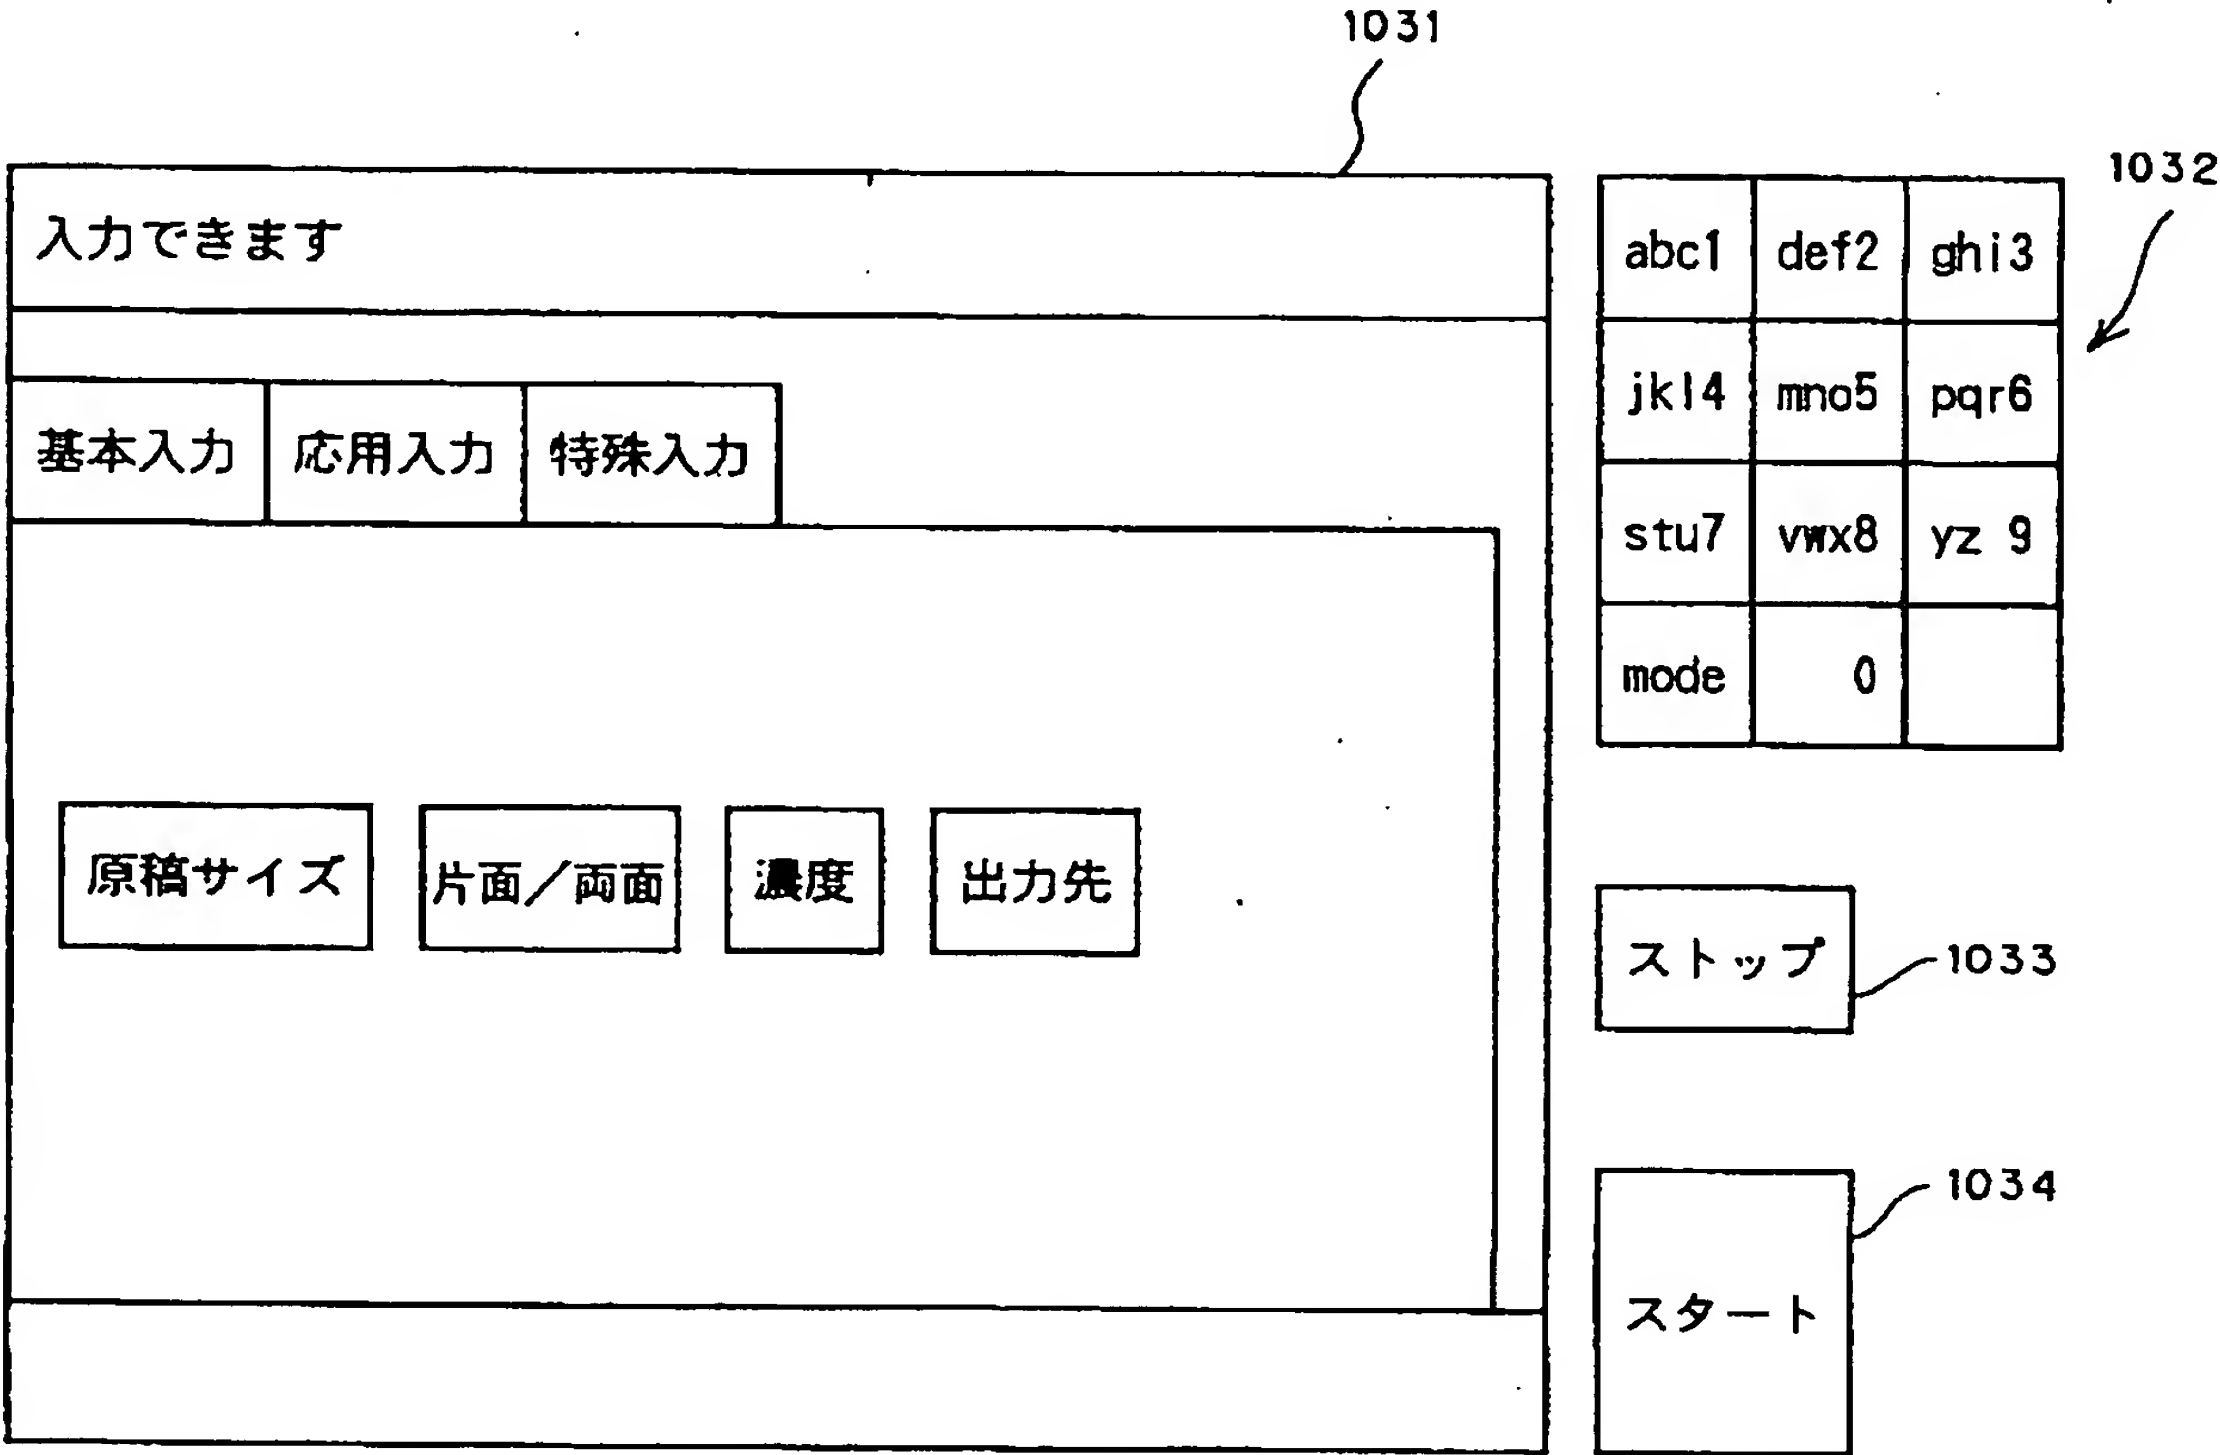 1031
1032
入力できます
abc1 def2 ghi3
jkl4 mno5 pqr6
基本入力 応用入力 特殊入力
stu7 vwx8 yz 9
mode 0
原稿サイズ 片面／両面 濃度 出力先
ストップ 1033
1034
スタート